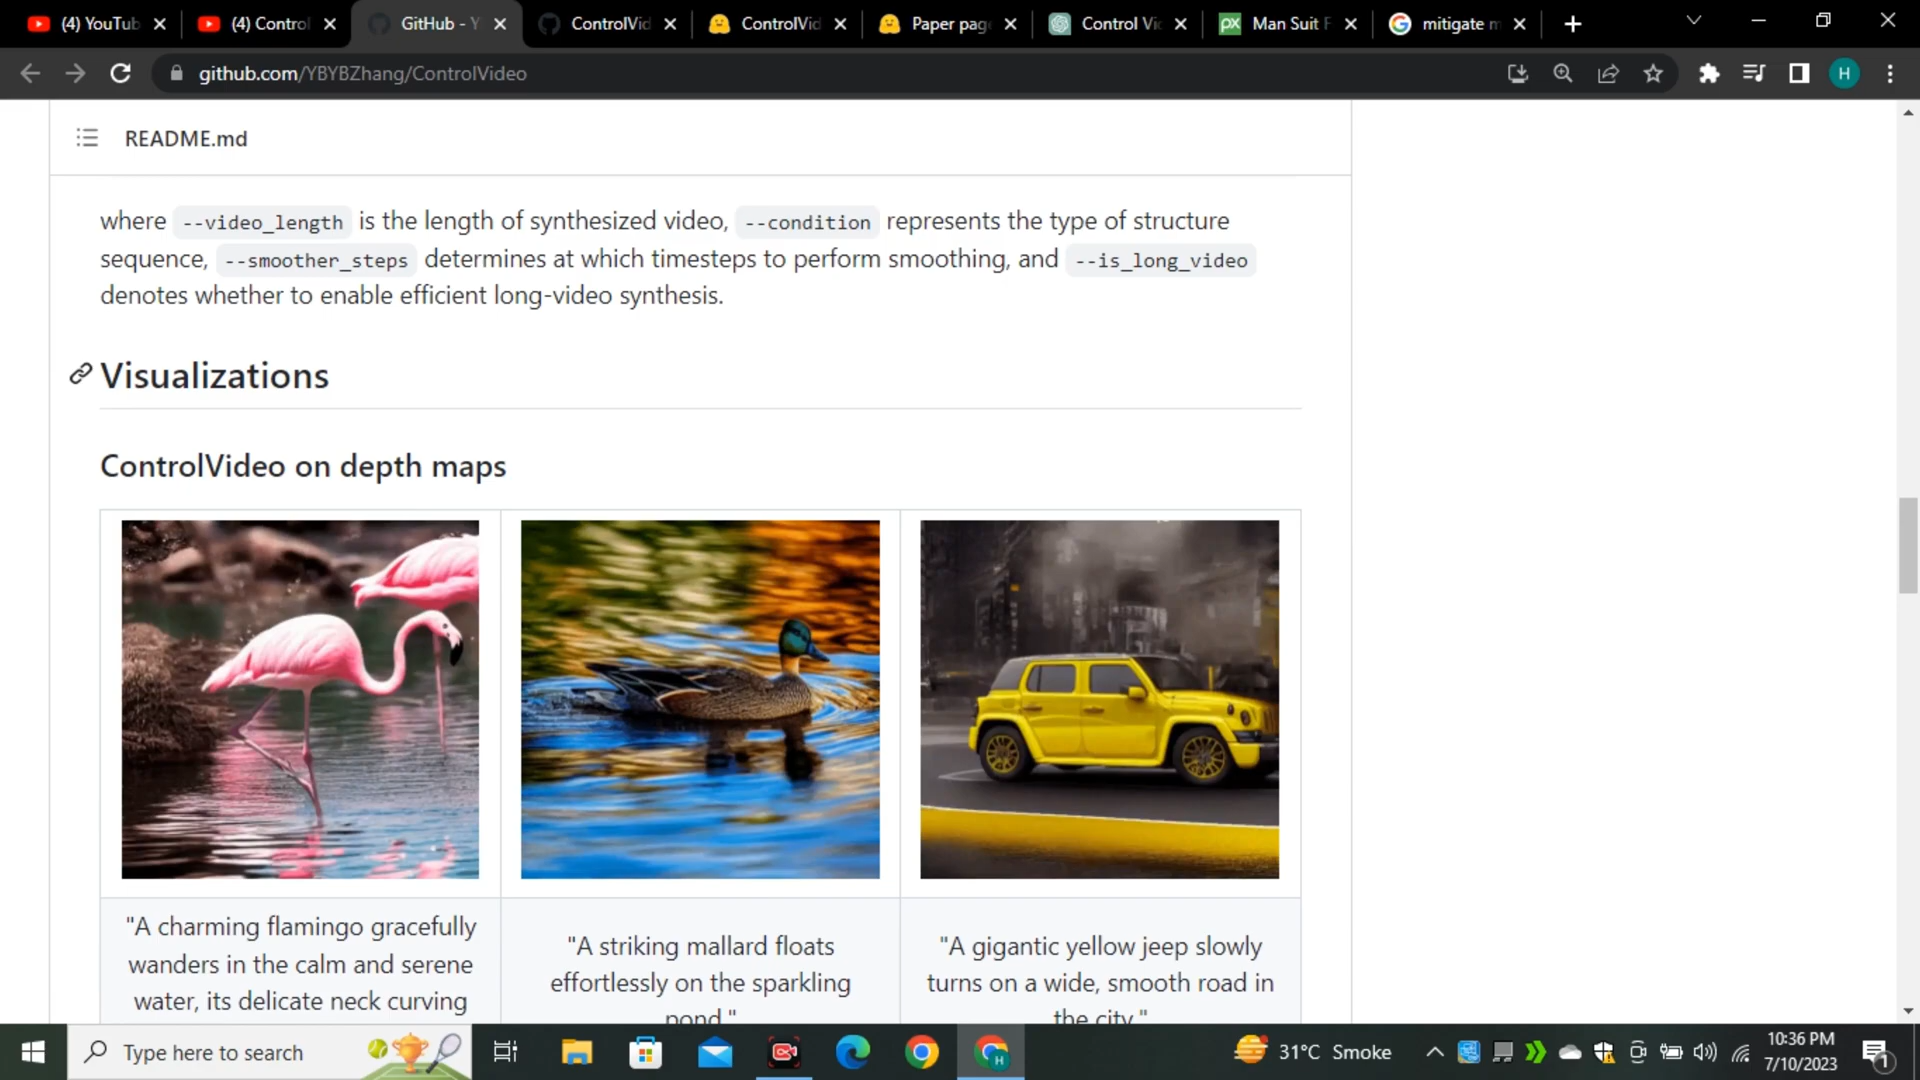 (4) YouTub
(4) Control
GitHub - Y
ControlVid
ControlVid
Paper pag
Control Vi
Man Suit F
mitigate m
github.com/YBYBZhang/ControlVideo
H
README.md
where --video_length is the length of synthesized video, --condition represents the type of structure
sequence, --smoother_steps determines at which timesteps to perform smoothing, and --is_long_video
denotes whether to enable efficient long-video synthesis.
Visualizations
ControlVideo on depth maps
"A charming flamingo gracefully
wanders in the calm and serene
water, its delicate neck curving
"A striking mallard floats
effortlessly on the sparkling
pond."
"A gigantic yellow jeep slowly
turns on a wide, smooth road in
the city."
Type here to search
31°C Smoke
10:36 PM
7/10/2023
1